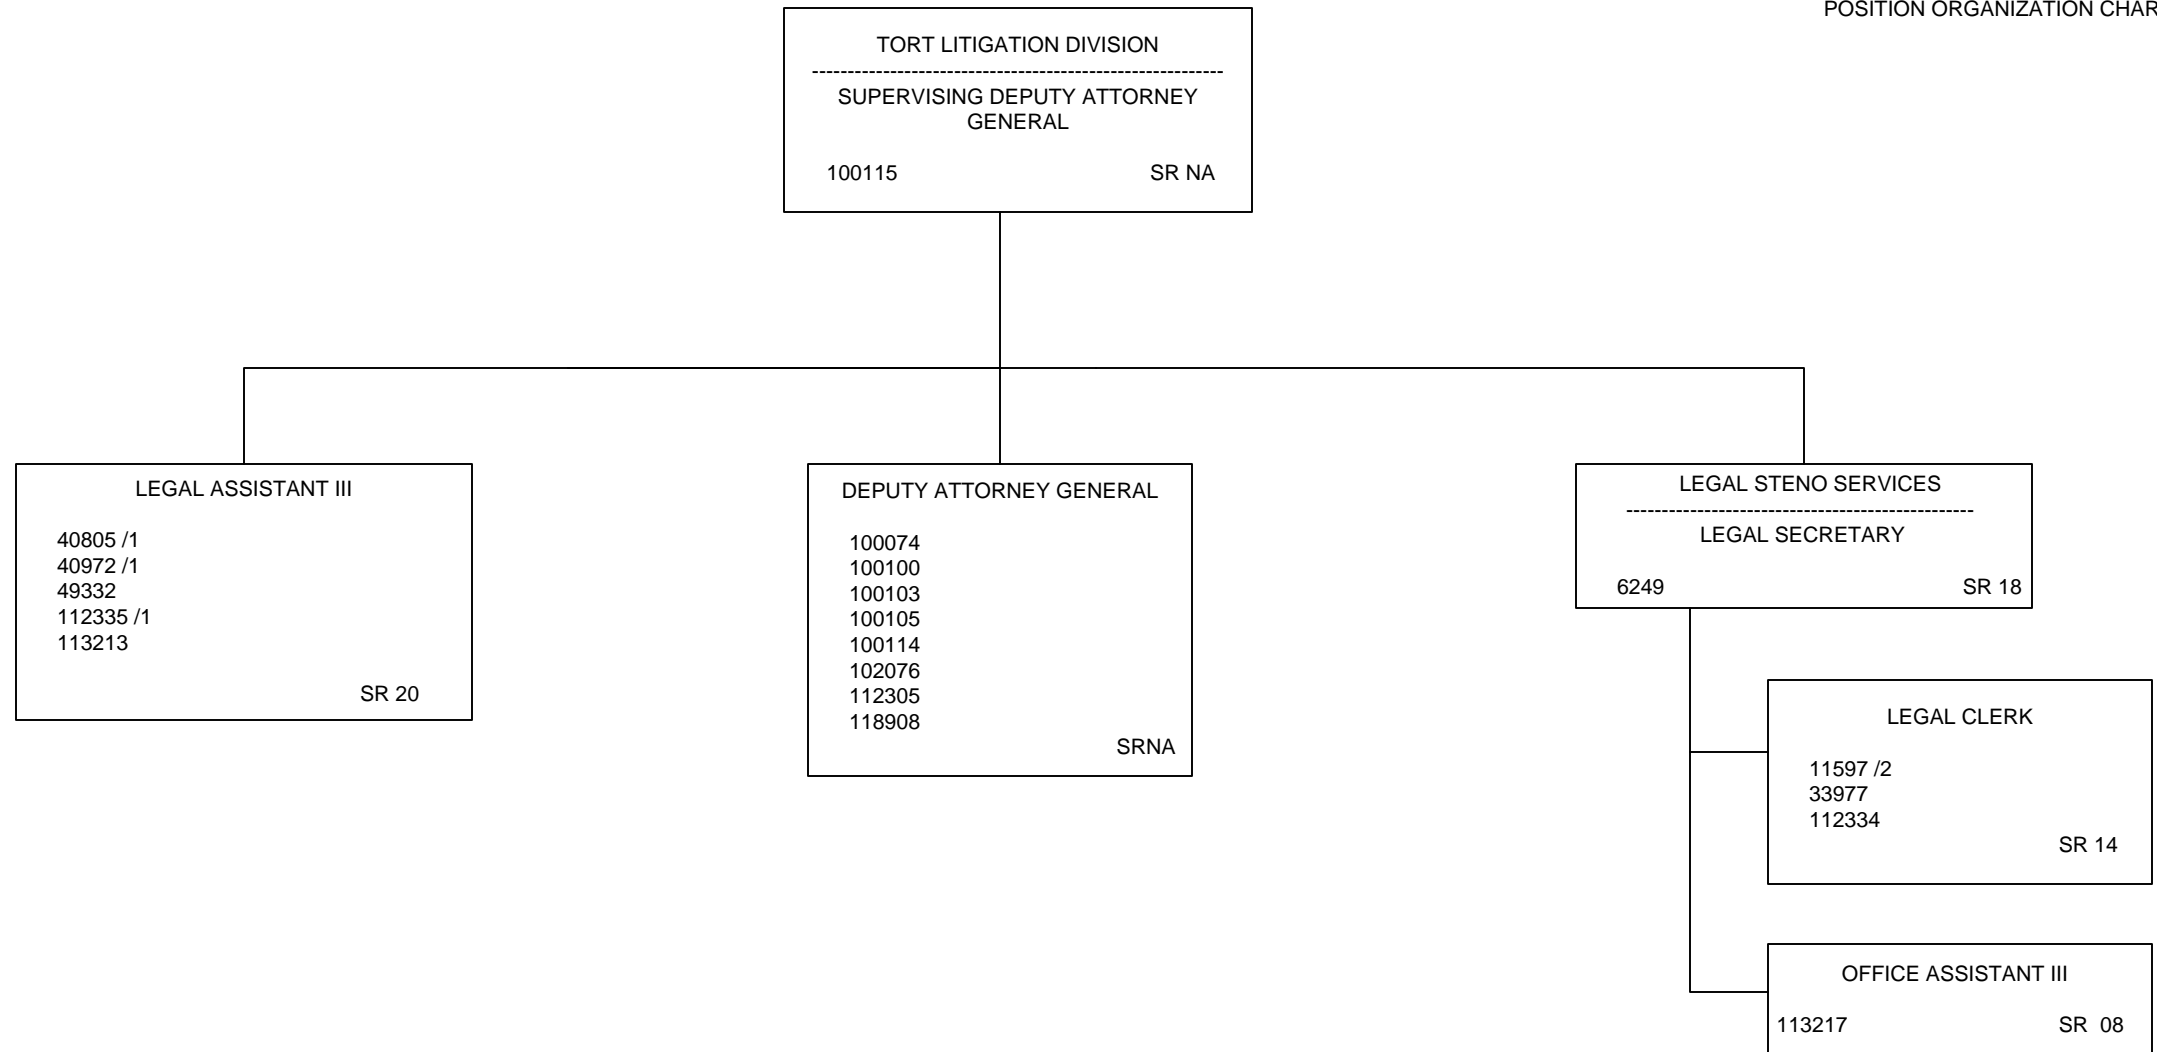 POSITION ORGANIZATION CHAR
TORT LITIGATION DIVISION
----------------------------------------------------------
SUPERVISING DEPUTY ATTORNEY
GENERAL
100115 SR NA
LEGAL ASSISTANT III
40805 /1
40972 /1
49332
112335 /1
113213
SR 20
DEPUTY ATTORNEY GENERAL
100074
100100
100103
100105
100114
102076
112305
118908
SRNA
LEGAL STENO SERVICES
-------------------------------------------------
LEGAL SECRETARY
6249 SR 18
LEGAL CLERK
11597 /2
33977
112334
SR 14
OFFICE ASSISTANT III
113217 SR 08